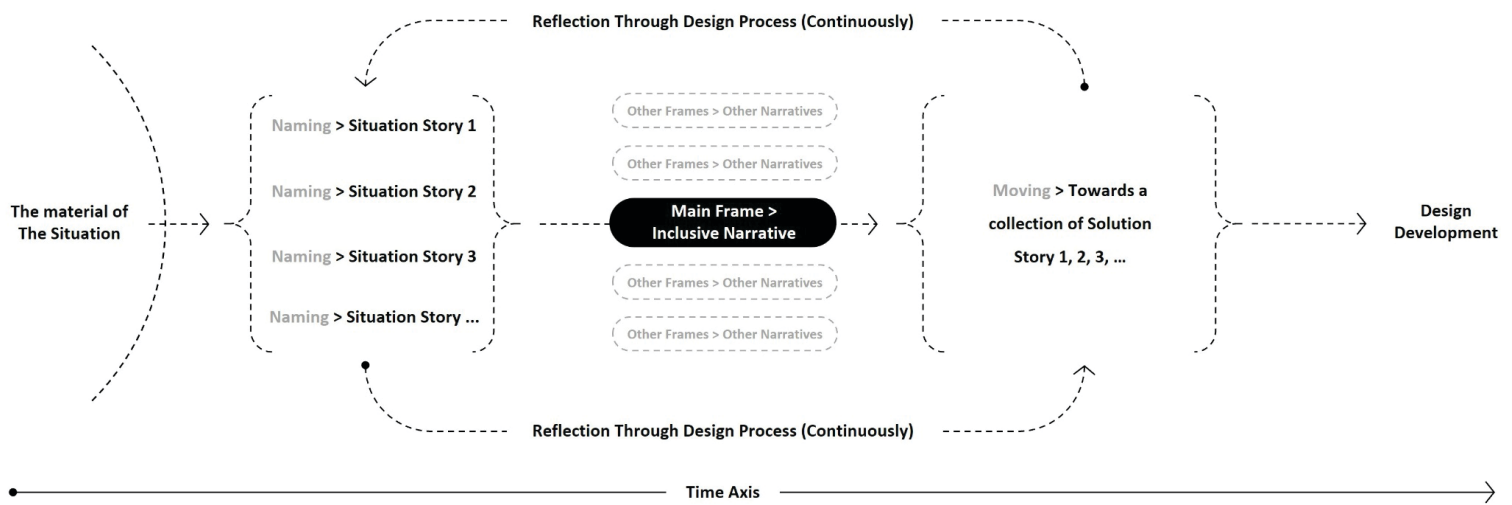 Reflection Through Design Process (Continuously)
The material of
The Situation
Naming > Situation Story 1
Naming > Situation Story 2
Naming > Situation Story 3
Naming > Situation Story ...
Other Frames > Other Narratives
Other Frames > Other Narratives
Main Frame >
Inclusive Narrative
Other Frames > Other Narratives
Other Frames > Other Narratives
Moving > Towards a
collection of Solution
Story 1, 2, 3, ...
Design
Development
Reflection Through Design Process (Continuously)
Time Axis